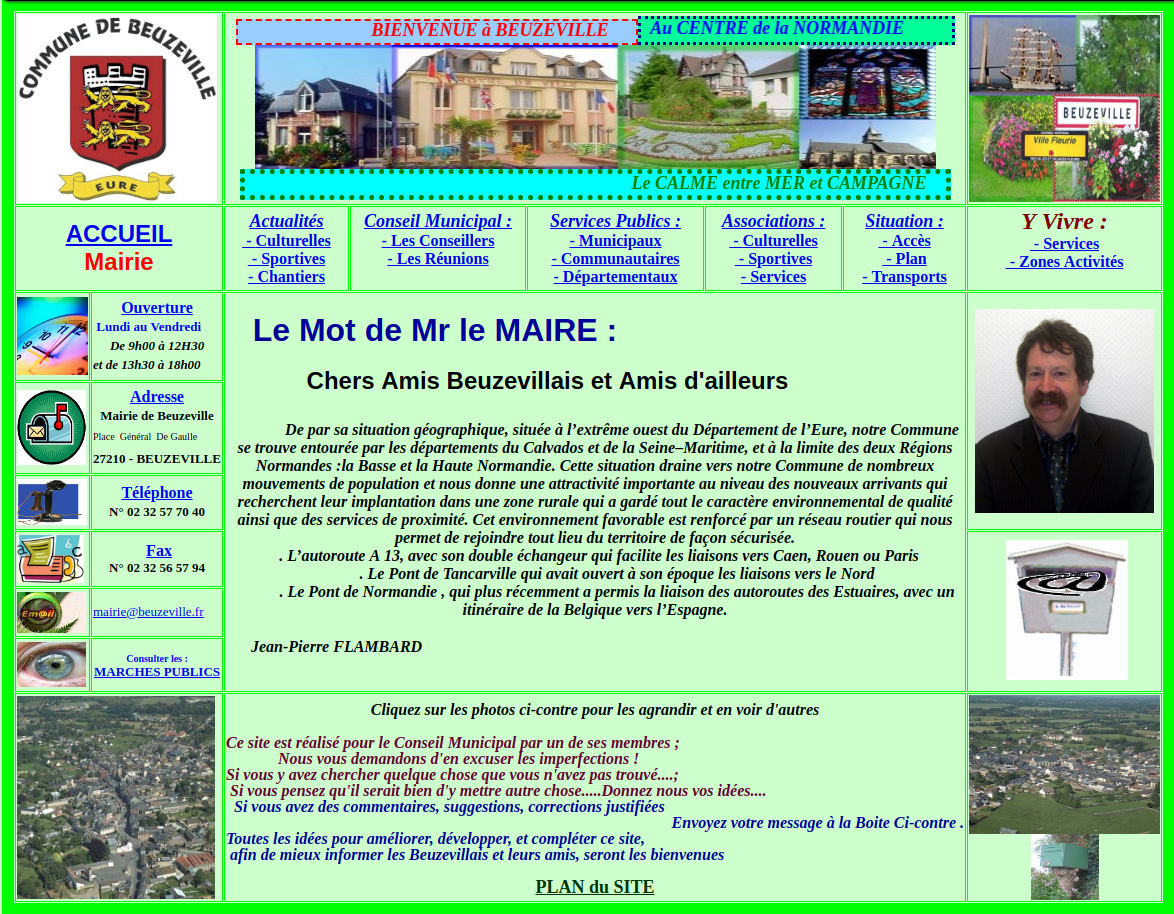 COMMUNE DE BEUZEVILLE
EURE
BIENVENUE à BEUZEVILLE
Au CENTRE de la NORMANDIE
Le CALME entre MER et CAMPAGNE
BEUZEVILLE
Ville Fleurie
ACCUEIL
Mairie
Actualités
- Culturelles
- Sportives
- Chantiers
Conseil Municipal :
- Les Conseillers
- Les Réunions
Services Publics :
- Municipaux
- Communautaires
- Départementaux
Associations :
- Culturelles
- Sportives
- Services
Situation :
- Accès
- Plan
- Transports
Y Vivre :
- Services
- Zones Activités
Ouverture
Lundi au Vendredi
De 9h00 à 12H30
et de 13h30 à 18h00
Adresse
Mairie de Beuzeville
Place Général De Gaulle
27210 - BEUZEVILLE
Téléphone
N° 02 32 57 70 40
Fax
N° 02 32 56 57 94
Em@il
mairie@beuzeville.fr
Consulter les :
MARCHES PUBLICS
Le Mot de Mr le MAIRE :
Chers Amis Beuzevillais et Amis d'ailleurs
De par sa situation géographique, située à l’extrême ouest du Département de l’Eure, notre Commune
se trouve entourée par les départements du Calvados et de la Seine–Maritime, et à la limite des deux Régions
Normandes :la Basse et la Haute Normandie. Cette situation draine vers notre Commune de nombreux
mouvements de population et nous donne une attractivité importante au niveau des nouveaux arrivants qui
recherchent leur implantation dans une zone rurale qui a gardé tout le caractère environnemental de qualité
ainsi que des services de proximité. Cet environnement favorable est renforcé par un réseau routier qui nous
permet de rejoindre tout lieu du territoire de façon sécurisée.
. L’autoroute A 13, avec son double échangeur qui facilite les liaisons vers Caen, Rouen ou Paris
. Le Pont de Tancarville qui avait ouvert à son époque les liaisons vers le Nord
. Le Pont de Normandie , qui plus récemment a permis la liaison des autoroutes des Estuaires, avec un
itinéraire de la Belgique vers l’Espagne.
Jean-Pierre FLAMBARD
Cliquez sur les photos ci-contre pour les agrandir et en voir d'autres
Ce site est réalisé pour le Conseil Municipal par un de ses membres ;
Nous vous demandons d'en excuser les imperfections !
Si vous y avez chercher quelque chose que vous n'avez pas trouvé....;
Si vous pensez qu'il serait bien d'y mettre autre chose.....Donnez nous vos idées....
Si vous avez des commentaires, suggestions, corrections justifiées
Envoyez votre message à la Boite Ci-contre .
Toutes les idées pour améliorer, développer, et compléter ce site,
afin de mieux informer les Beuzevillais et leurs amis, seront les bienvenues
PLAN du SITE